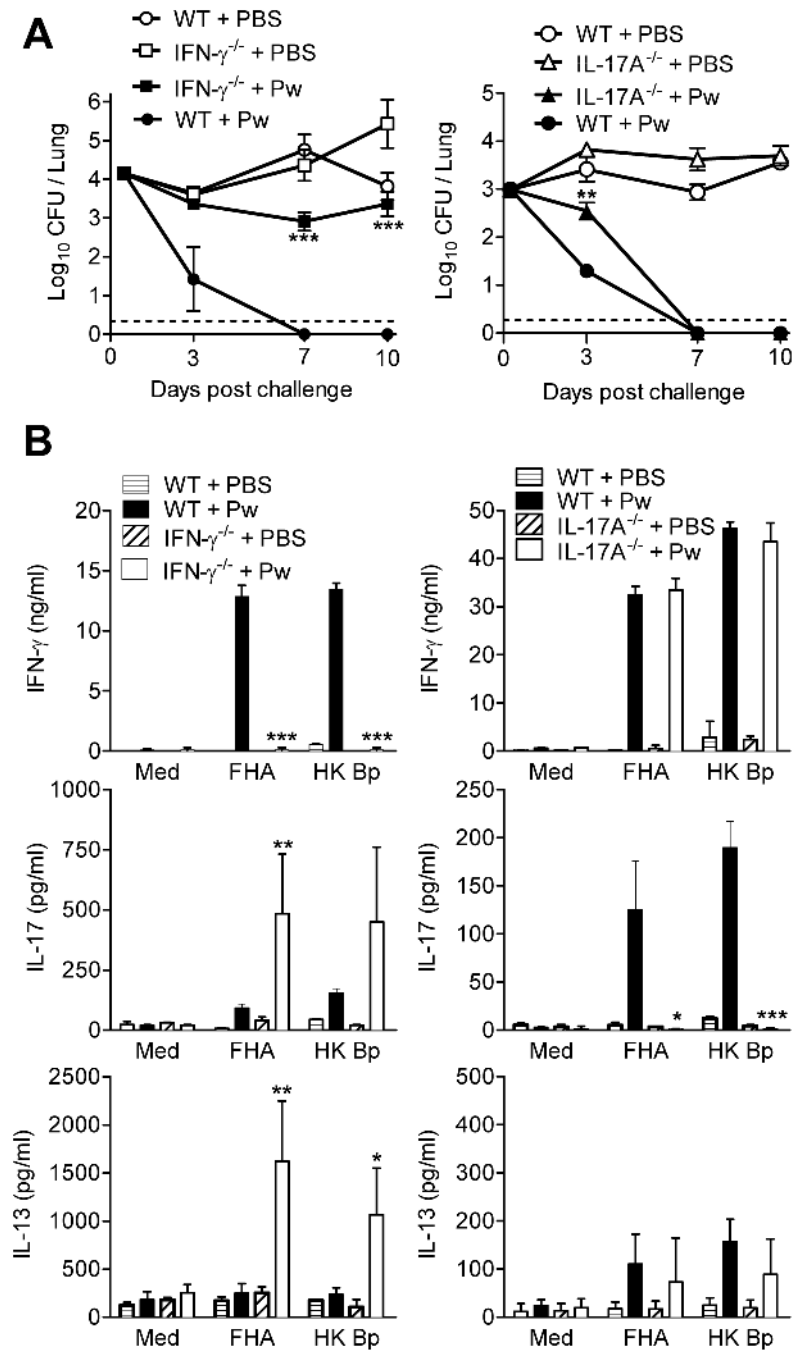 A
WT + PBS
IFN-γ-/- + PBS
IFN-γ-/- + Pw
WT + Pw
Log10 CFU / Lung
6
5
4
3
2
1
0
***
***
0
3
7
10
Days post challenge
WT + PBS
IL-17A-/- + PBS
IL-17A-/- + Pw
WT + Pw
Log10 CFU / Lung
5
4
3
2
1
0
**
0
3
7
10
Days post challenge
B
WT + PBS
WT + Pw
IFN-γ-/- + PBS
IFN-γ-/- + Pw
IFN-γ (ng/ml)
20
15
10
5
0
*** ***
Med FHA HK Bp
WT + PBS
WT + Pw
IL-17A-/- + PBS
IL-17A-/- + Pw
IFN-γ (ng/ml)
50
40
30
20
10
0
Med FHA HK Bp
IL-17 (pg/ml)
1000
750
500
250
0
**
Med FHA HK Bp
IL-17 (pg/ml)
250
200
150
100
50
0
* ***
Med FHA HK Bp
IL-13 (pg/ml)
2500
2000
1500
1000
500
0
** *
Med FHA HK Bp
IL-13 (pg/ml)
500
400
300
200
100
0
Med FHA HK Bp